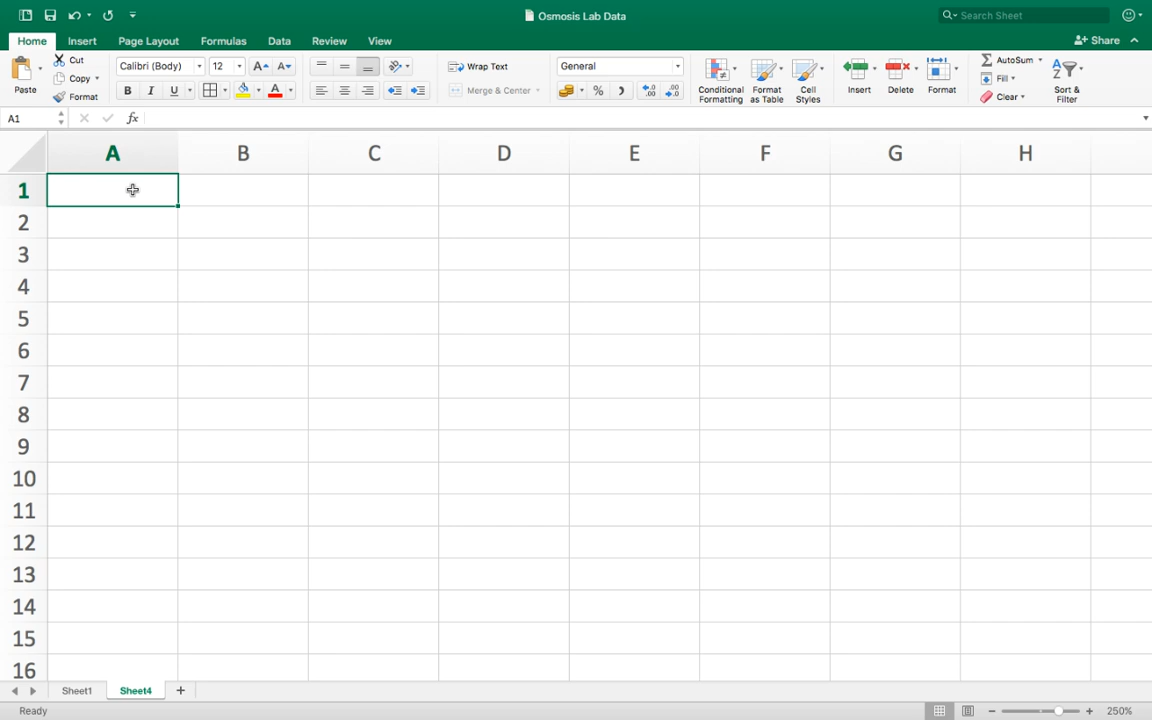 Osmosis Lab Data
Search Sheet
Home Insert Page Layout Formulas Data Review View
Share
Paste
Cut
Copy
Format
Calibri (Body) 12
A A
B I U A
Wrap Text
Merge & Center
General
%
Conditional Formatting
Format as Table
Cell Styles
Insert
Delete
Format
AutoSum
Fill
Clear
Sort & Filter
A1 fx
A B C D E F G H
1
2
3
4
5
6
7
8
9
10
11
12
13
14
15
16
Sheet1 Sheet4 +
Ready
250%